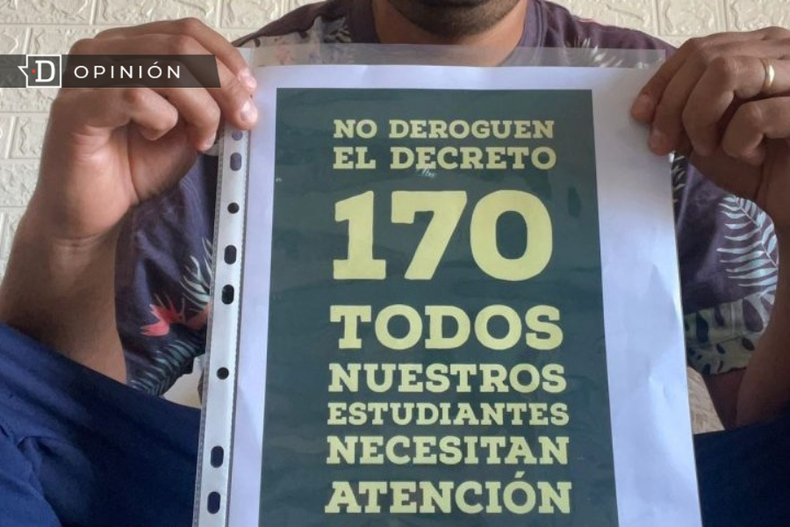 D OPINIÓN
NO DEROGUEN
EL DECRETO
170
TODOS
NUESTROS
ESTUDIANTES
NECESITAN
ATENCIÓN